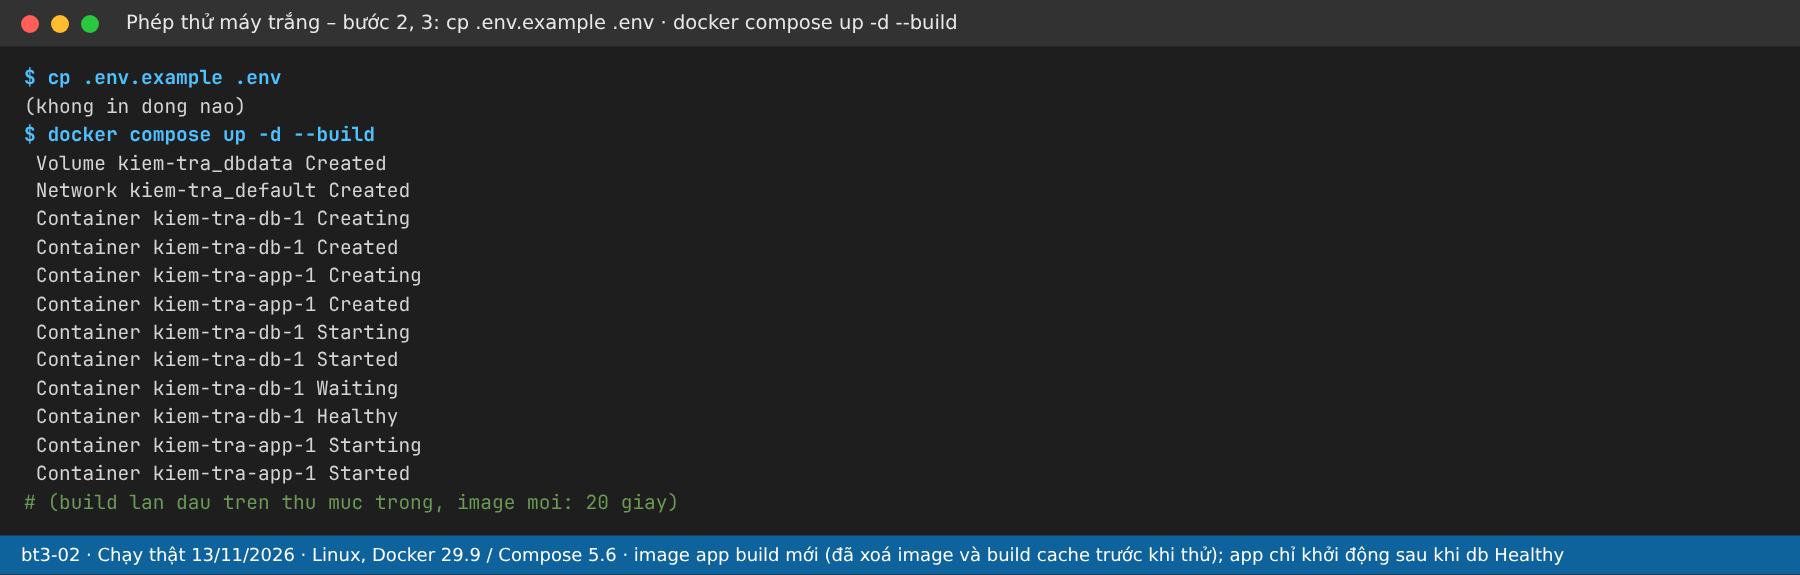 Phép thử máy trắng – bước 2, 3: cp .env.example .env · docker compose up -d --build
$ cp .env.example .env
(khong in dong nao)
$ docker compose up -d --build
Volume kiem-tra_dbdata Created
Network kiem-tra_default Created
Container kiem-tra-db-1 Creating
Container kiem-tra-db-1 Created
Container kiem-tra-app-1 Creating
Container kiem-tra-app-1 Created
Container kiem-tra-db-1 Starting
Container kiem-tra-db-1 Started
Container kiem-tra-db-1 Waiting
Container kiem-tra-db-1 Healthy
Container kiem-tra-app-1 Starting
Container kiem-tra-app-1 Started
# (build lan dau tren thu muc trong, image moi: 20 giay)
bt3-02 · Chạy thật 13/11/2026 · Linux, Docker 29.9 / Compose 5.6 · image app build mới (đã xoá image và build cache trước khi thử); app chỉ khởi động sau khi db Healthy